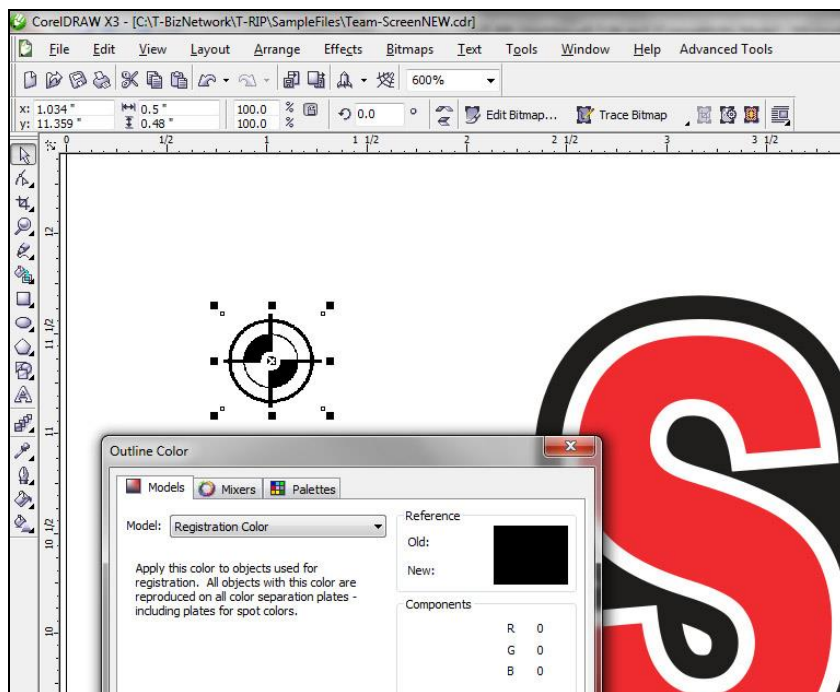 CorelDRAW X3 - [C:\T-BizNetwork\T-RIP\SampleFiles\Team-ScreenNEW.cdr]
File Edit View Layout Arrange Effects Bitmaps Text Tools Window Help Advanced Tools
600%
x: 1.034 " 0.5 " 100.0 % 0.0 ° Edit Bitmap... Trace Bitmap
y: 11.359 " 0.48 " 100.0 %
0 1/2 1 1 1/2 2 2 1/2 3 3 1/2
12
11 1/2
11
10 1/2
10
S
Outline Color
Models Mixers Palettes
Model: Registration Color
Apply this color to objects used for
registration. All objects with this color are
reproduced on all color separation plates -
including plates for spot colors.
Reference
Old:
New:
Components
R 0
G 0
B 0